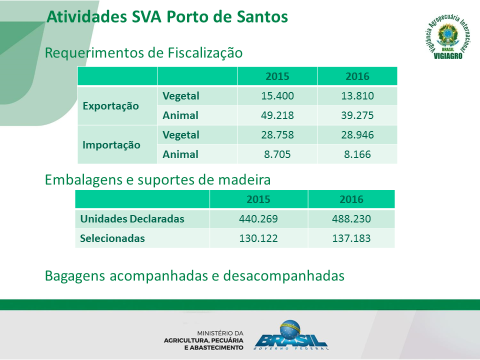 Atividades SVA Porto de Santos
Vigilância Agropecuária Internacional
BRASIL
VIGIAGRO
Requerimentos de Fiscalização
2015 2016
Exportação Vegetal 15.400 13.810
Animal 49.218 39.275
Importação Vegetal 28.758 28.946
Animal 8.705 8.166
Embalagens e suportes de madeira
2015 2016
Unidades Declaradas 440.269 488.230
Selecionadas 130.122 137.183
Bagagens acompanhadas e desacompanhadas
MINISTÉRIO DA
AGRICULTURA, PECUÁRIA
E ABASTECIMENTO
BRASIL
GOVERNO FEDERAL